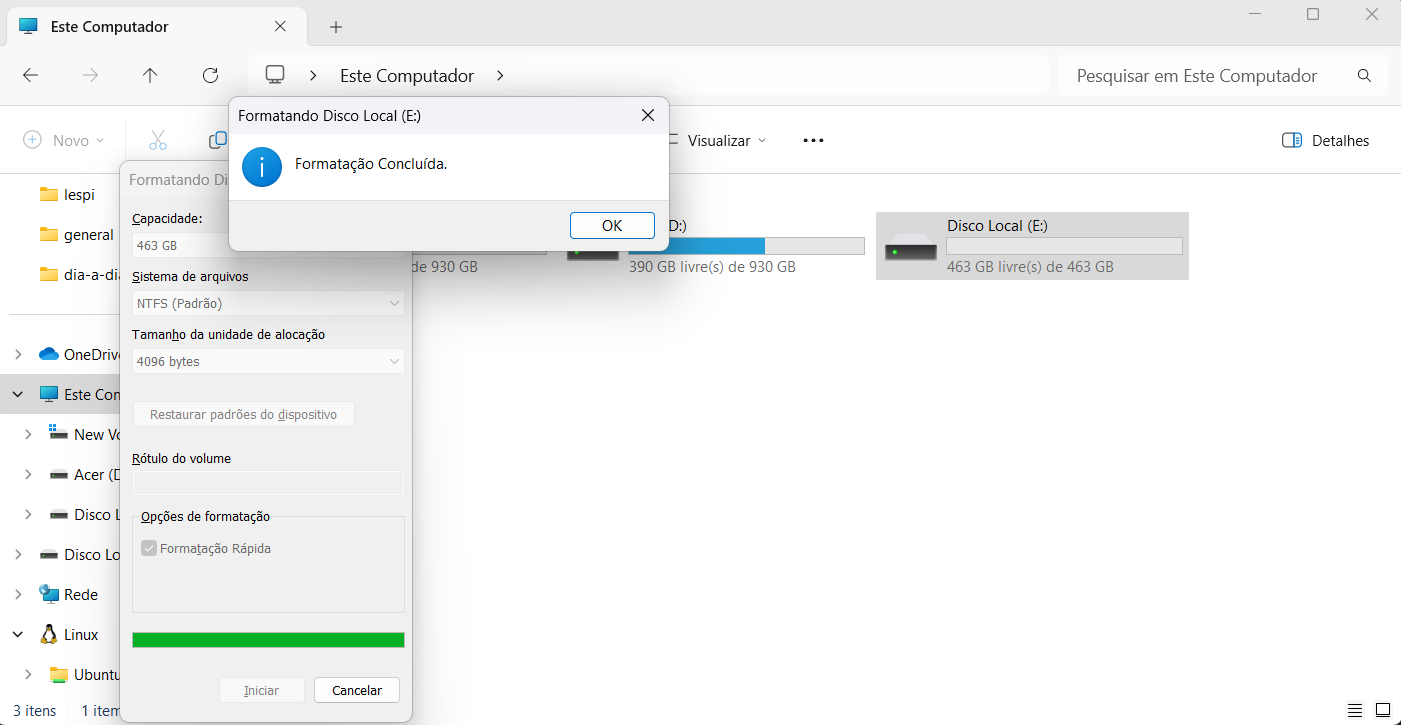 Este Computador
Este Computador
Pesquisar em Este Computador
Novo
Visualizar
Detalhes
Formatando Disco Local (E:)
Formatação Concluída.
OK
lespi
general
dia-a-dia
OneDrive
Este Com
New Vo
Acer (D
Disco L
Disco Lo
Rede
Linux
Ubuntu
3 itens
1 item
Formatando Di
Capacidade:
463 GB
Sistema de arquivos
NTFS (Padrão)
Tamanho da unidade de alocação
4096 bytes
Restaurar padrões do dispositivo
Rótulo do volume
Opções de formatação
Formatação Rápida
Iniciar
Cancelar
de 930 GB
D:)
390 GB livre(s) de 930 GB
Disco Local (E:)
463 GB livre(s) de 463 GB